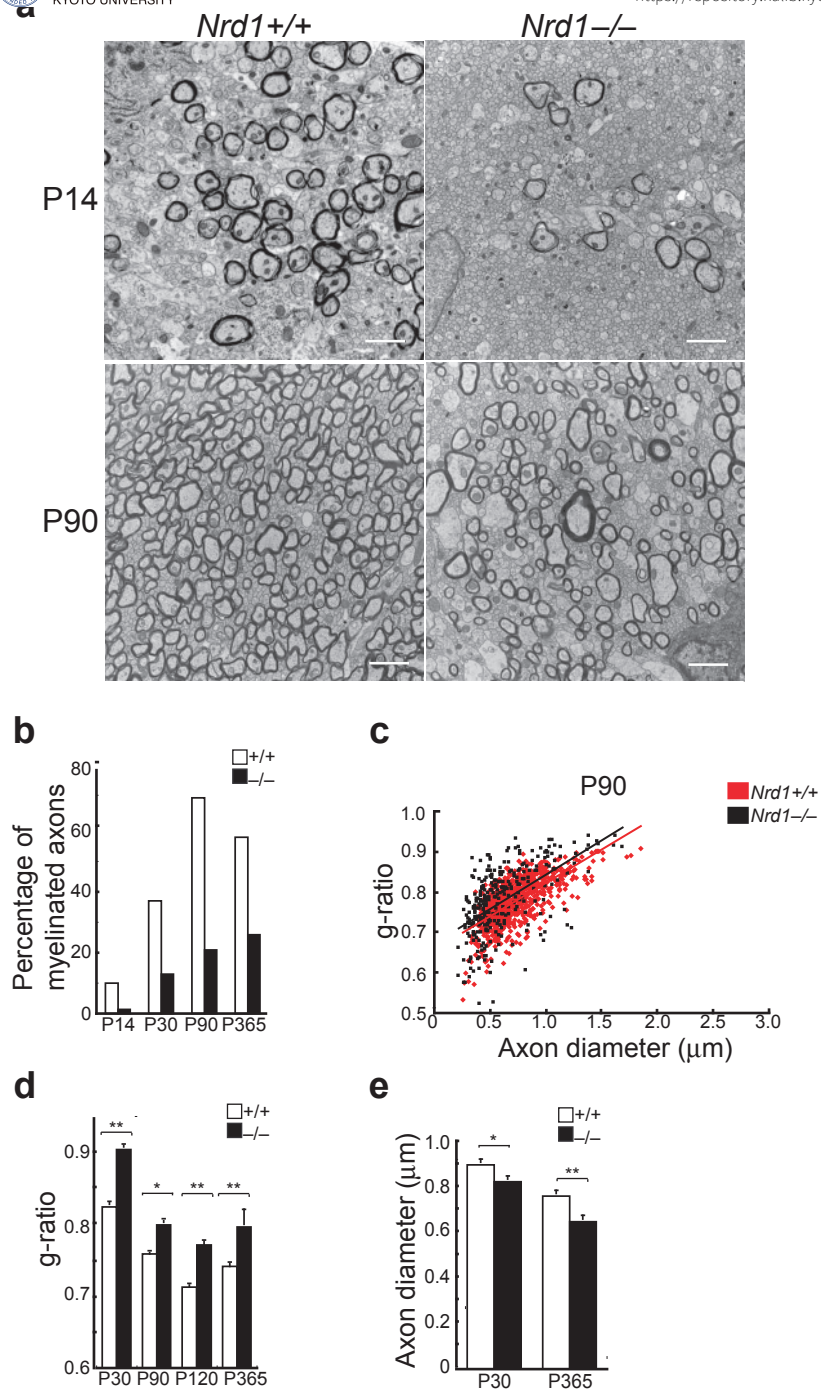 KYOTO UNIVERSITY
a
Nrd1+/+
Nrd1–/–
P14
P90
b
+/+
–/–
Percentage of
myelinated axons
80
60
40
20
0
P14 P30 P90 P365
c
P90
Nrd1+/+
Nrd1–/–
g-ratio
1.0
0.9
0.8
0.7
0.6
0.5
0 0.5 1.0 1.5 2.0 2.5 3.0
Axon diameter (μm)
d
+/+
–/–
** * ** **
g-ratio
0.9
0.8
0.7
0.6
P30 P90 P120 P365
e
+/+
–/–
* **
Axon diameter (μm)
1.0
0.8
0.6
0.4
0.2
0
P30 P365